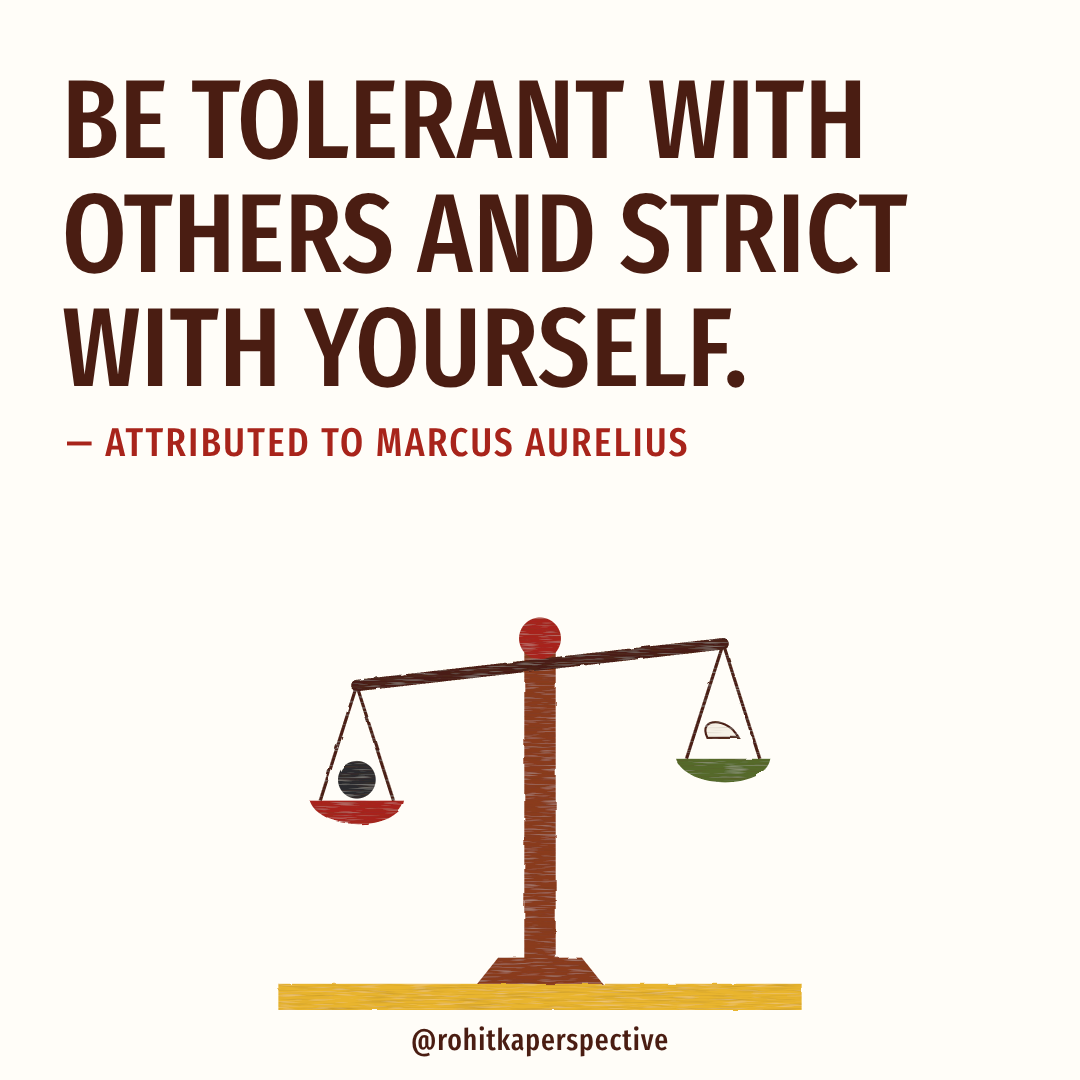 BE TOLERANT WITH
OTHERS AND STRICT
WITH YOURSELF.
— ATTRIBUTED TO MARCUS AURELIUS
@rohitkaperspective